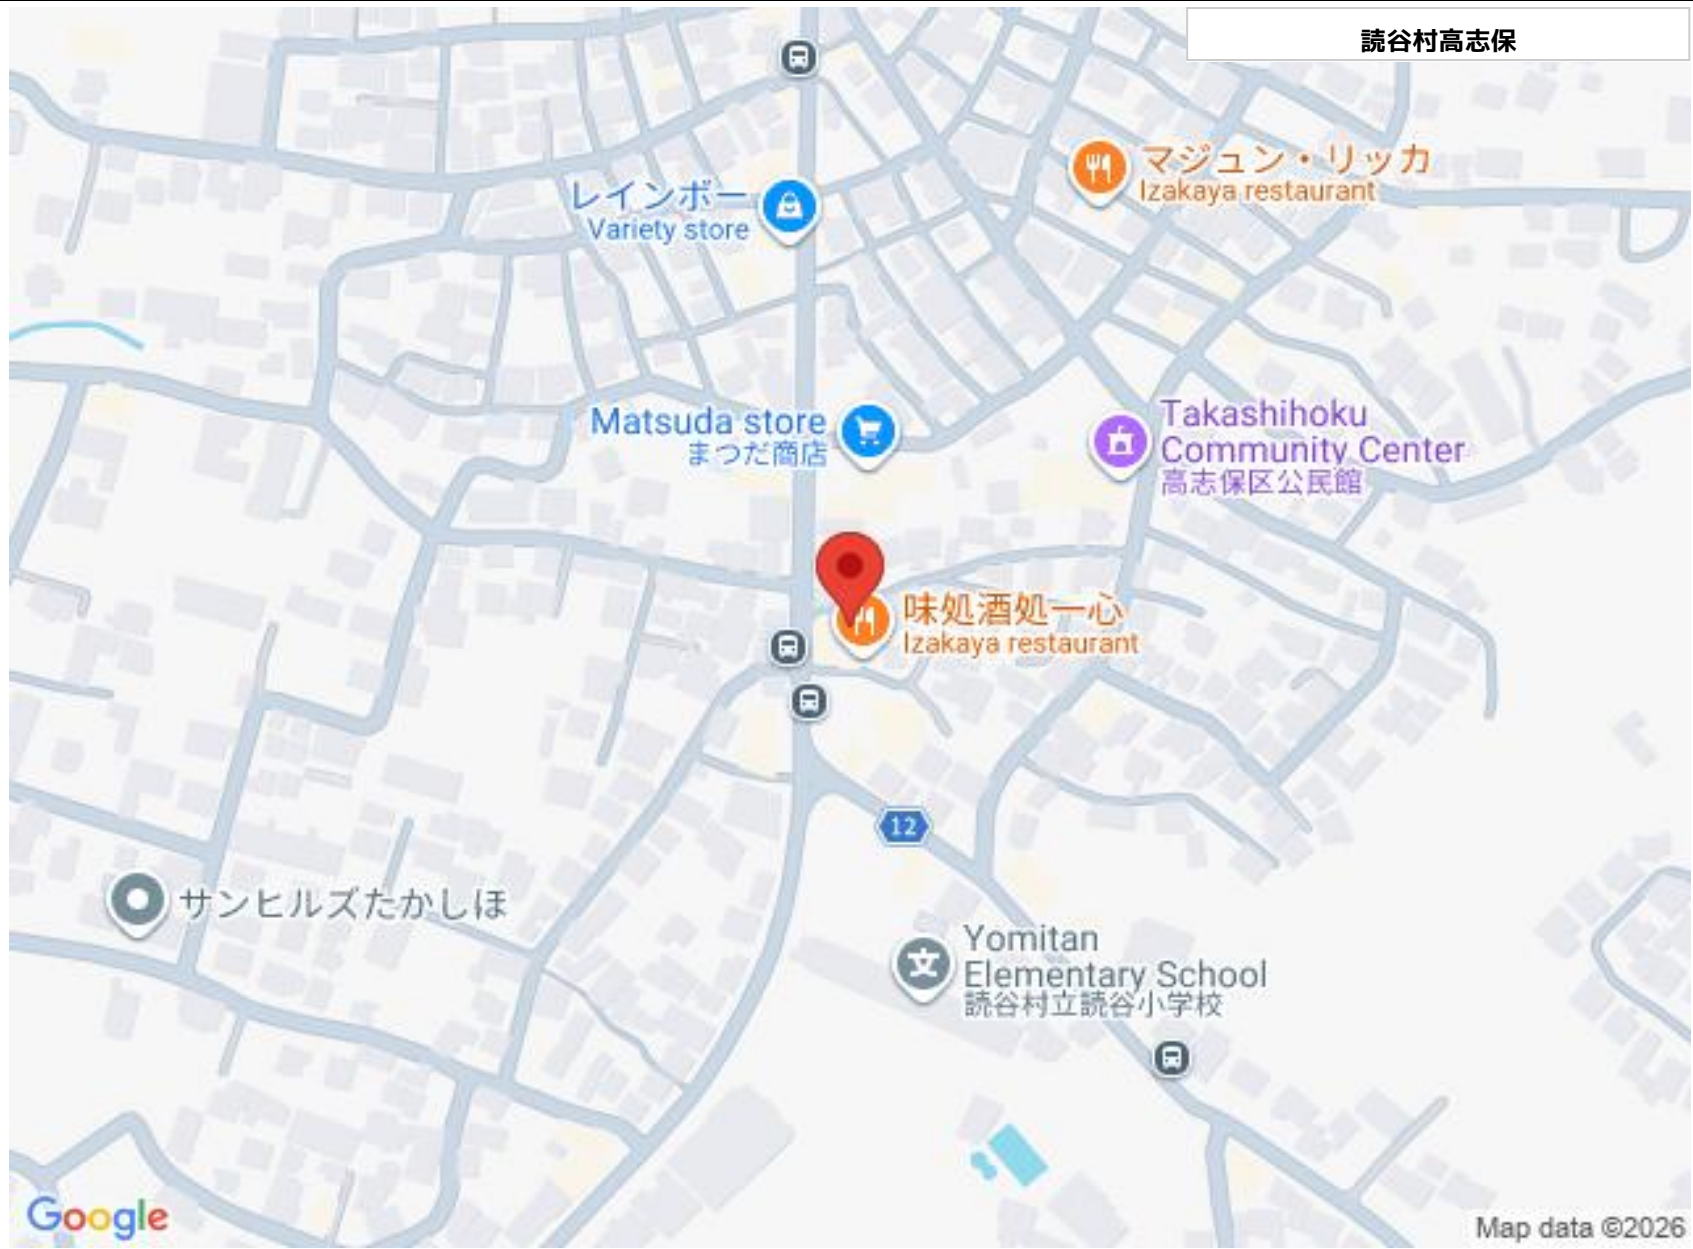 読谷村高志保
マジュン・リッカ
Izakaya restaurant
レインボー
Variety store
Matsuda store
まつだ商店
Takashihoku
Community Center
高志保区公民館
味処酒処一心
Izakaya restaurant
12
サンヒルズたかしほ
文
Yomitan
Elementary School
読谷村立読谷小学校
Google
Map data ©2026